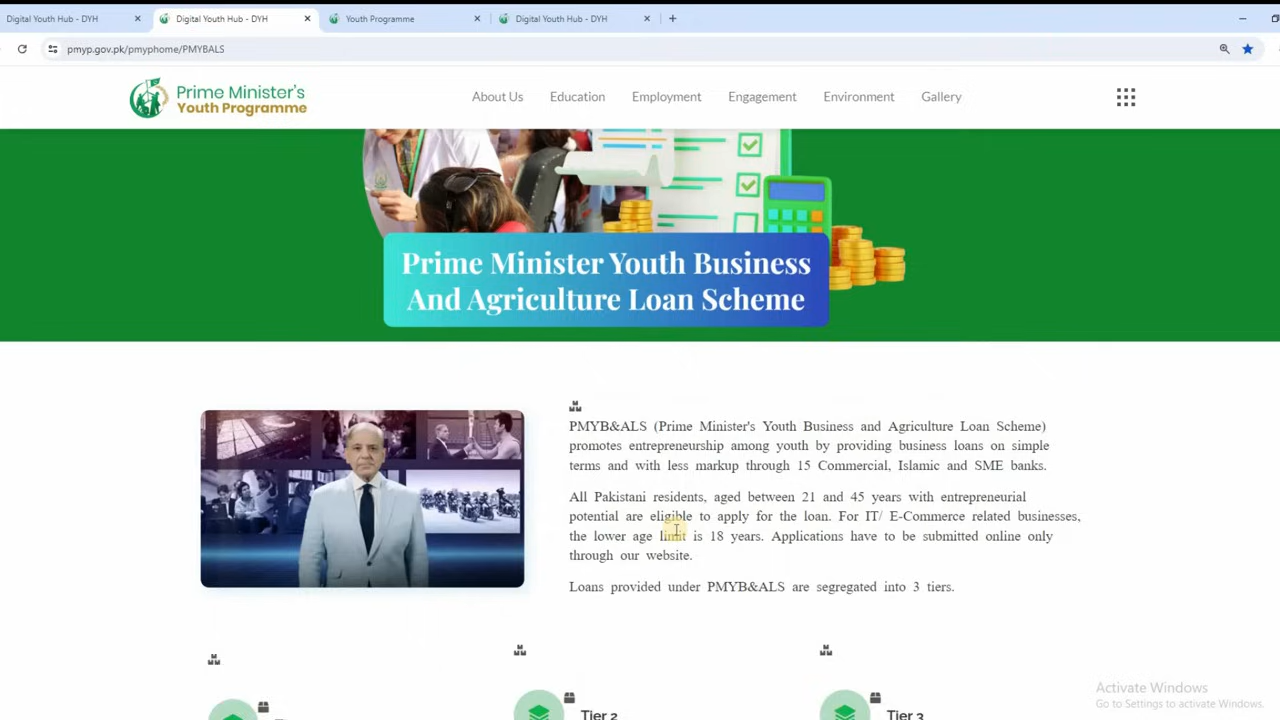 Digital Youth Hub - DYH
Digital Youth Hub - DYH
Youth Programme
Digital Youth Hub - DYH
pmyp.gov.pk/pmyphome/PMYBALS
Prime Minister's
Youth Programme
About Us
Education
Employment
Engagement
Environment
Gallery
Prime Minister Youth Business
And Agriculture Loan Scheme
PMYB&ALS (Prime Minister's Youth Business and Agriculture Loan Scheme)
promotes entrepreneurship among youth by providing business loans on simple
terms and with less markup through 15 Commercial, Islamic and SME banks.
All Pakistani residents, aged between 21 and 45 years with entrepreneurial
potential are eligible to apply for the loan. For IT/ E-Commerce related businesses,
the lower age limit is 18 years. Applications have to be submitted online only
through our website.
Loans provided under PMYB&ALS are segregated into 3 tiers.
Tier 2
Tier 3
Activate Windows
Go to Settings to activate Windows.